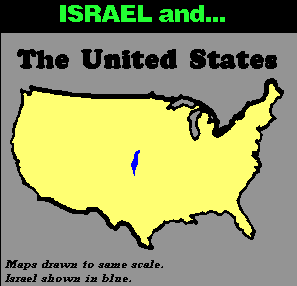 ISRAEL and...
The United States
Maps drawn to same scale.
Israel shown in blue.